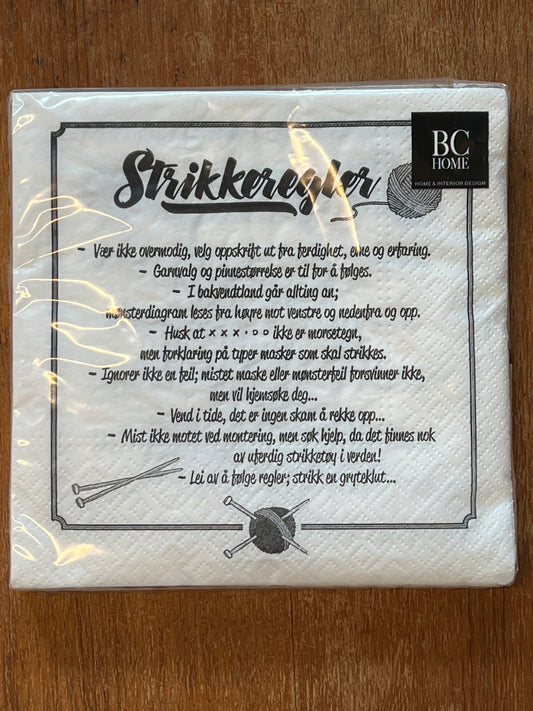 BC
HOME
HOME & INTERIOR DESIGN
Strikkeregler
- Vær ikke overmodig, velg oppskrift ut fra ferdighet, evne og erfaring.
- Garnvalg og pinnestørrelse er til for å følges.
- I bakvendtland går allting an;
mønsterdiagram leses fra høyre mot venstre og nedenfra og opp.
- Husk at x x x • o o ikke er morsetegn,
men forklaring på typer masker som skal strikkes.
- Ignorer ikke en feil; mistet maske eller mønsterfeil forsvinner ikke,
men vil hjemsøke deg...
- Vend i tide, det er ingen skam å rekke opp...
- Mist ikke motet ved montering, men søk hjelp, da det finnes nok
av uferdig strikketøy i verden!
- Lei av å følge regler; strikk en gryteklut...